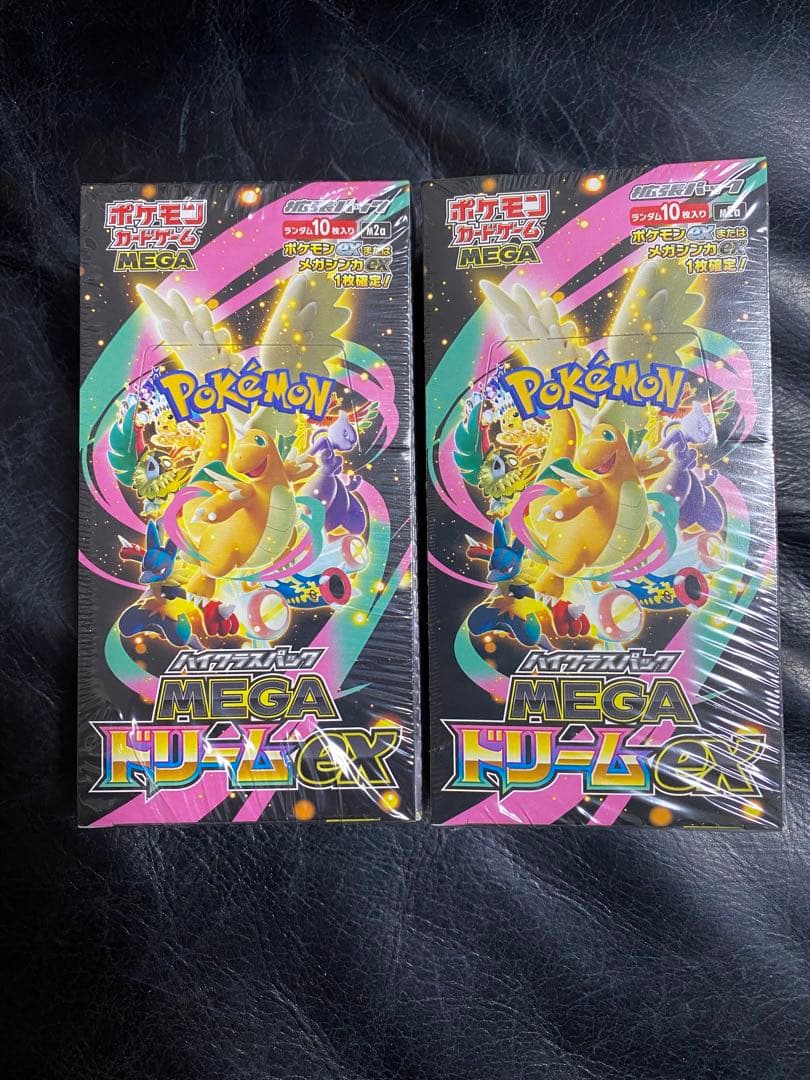 ポケモン
カードゲーム
MEGA
拡張パック
ランダム10枚入り M2a
ポケモンexまたは
メガシンカex
1枚確定!
POKéMON
ハイクラスパック
MEGA
ドリームex
ポケモン
カードゲーム
MEGA
拡張パック
ランダム10枚入り M2a
ポケモンexまたは
メガシンカex
1枚確定!
POKéMON
ハイクラスパック
MEGA
ドリームex